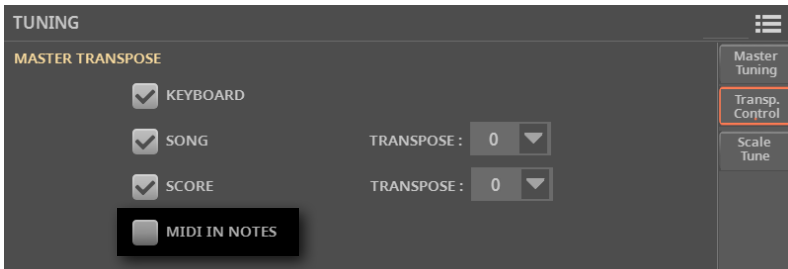 TUNING
MASTER TRANSPOSE
KEYBOARD
SONG TRANSPOSE : 0
SCORE TRANSPOSE : 0
MIDI IN NOTES
Master
Tuning
Transp.
Control
Scale
Tune